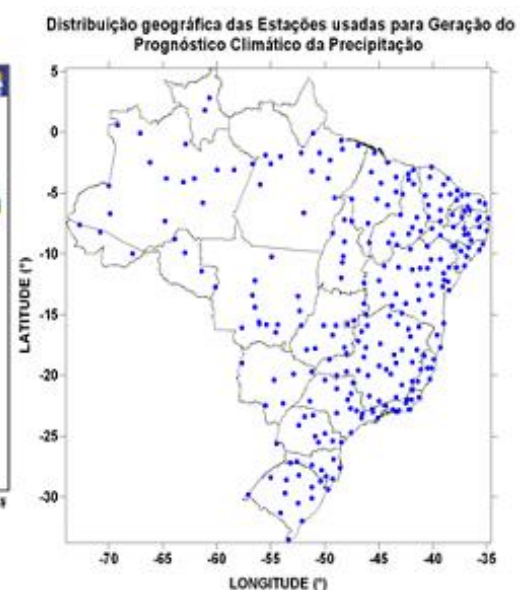 Distribuição geográfica das Estações usadas para Geração do
Prognóstico Climático da Precipitação
5
0
-5
-10
-15
-20
-25
-30
LATITUDE (°)
-70 -65 -60 -55 -50 -45 -40 -35
LONGITUDE (°)